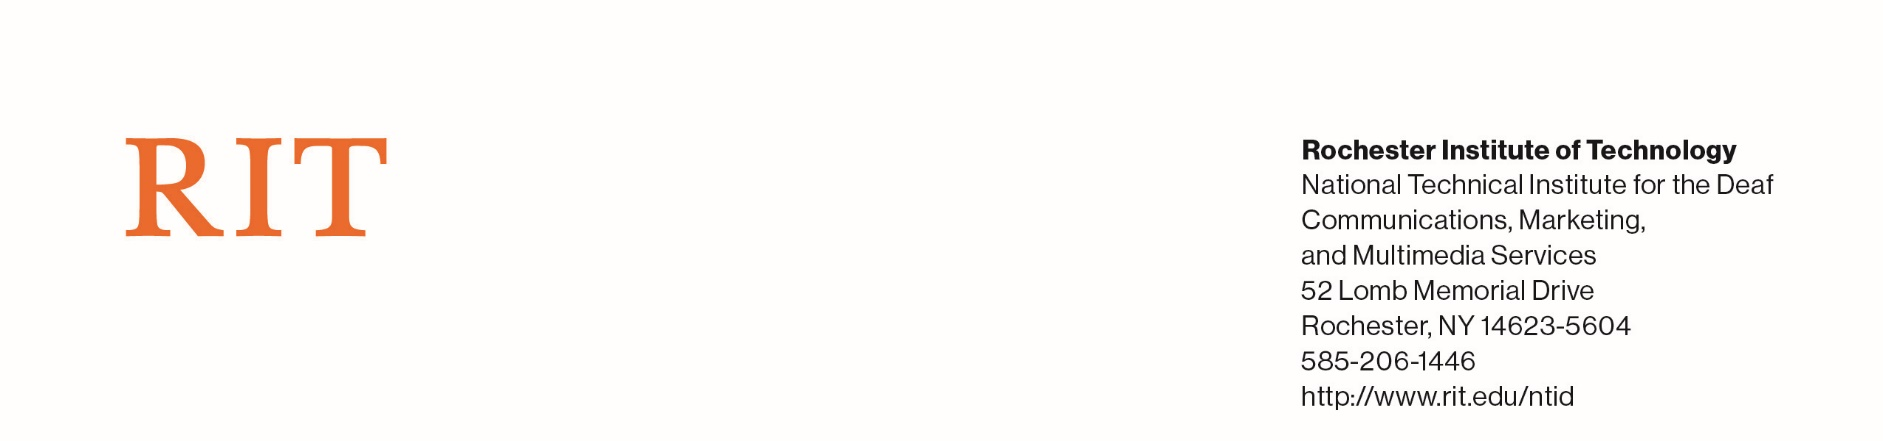 RIT
Rochester Institute of Technology
National Technical Institute for the Deaf
Communications, Marketing,
and Multimedia Services
52 Lomb Memorial Drive
Rochester, NY 14623-5604
585-206-1446
http://www.rit.edu/ntid